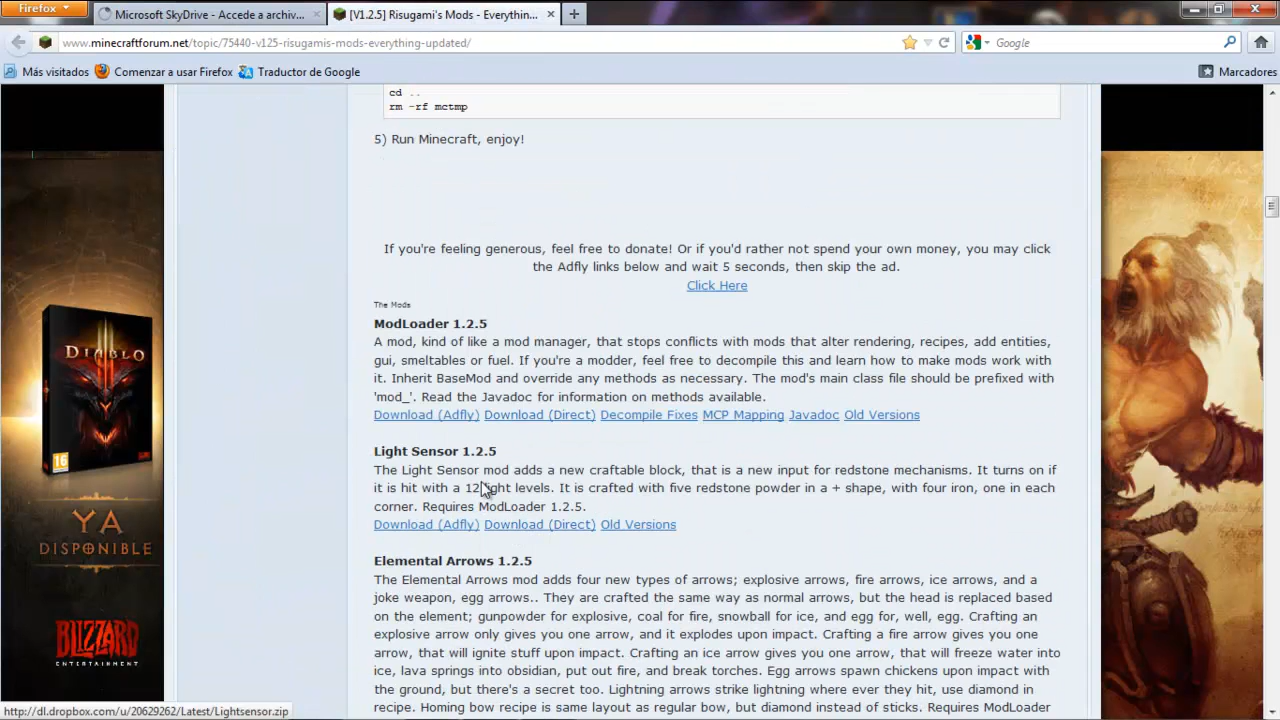 Firefox
Microsoft SkyDrive - Accede a archiv...
[V1.2.5] Risugami's Mods - Everythin...
www.minecraftforum.net/topic/75440-v125-risugamis-mods-everything-updated/
Google
Más visitados
Comenzar a usar Firefox
Traductor de Google
Marcadores
cd ..
rm -rf mctmp
5) Run Minecraft, enjoy!
If you're feeling generous, feel free to donate! Or if you'd rather not spend your own money, you may click
the Adfly links below and wait 5 seconds, then skip the ad.
Click Here
The Mods
ModLoader 1.2.5
A mod, kind of like a mod manager, that stops conflicts with mods that alter rendering, recipes, add entities,
gui, smeltables or fuel. If you're a modder, feel free to decompile this and learn how to make mods work with
it. Inherit BaseMod and override any methods as necessary. The mod's main class file should be prefixed with
'mod_'. Read the Javadoc for information on methods available.
Download (Adfly) Download (Direct) Decompile Fixes MCP Mapping Javadoc Old Versions
Light Sensor 1.2.5
The Light Sensor mod adds a new craftable block, that is a new input for redstone mechanisms. It turns on if
it is hit with a 12 light levels. It is crafted with five redstone powder in a + shape, with four iron, one in each
corner. Requires ModLoader 1.2.5.
Download (Adfly) Download (Direct) Old Versions
Elemental Arrows 1.2.5
The Elemental Arrows mod adds four new types of arrows; explosive arrows, fire arrows, ice arrows, and a
joke weapon, egg arrows.. They are crafted the same way as normal arrows, but the head is replaced based
on the element; gunpowder for explosive, coal for fire, snowball for ice, and egg for, well, egg. Crafting an
explosive arrow only gives you one arrow, and it explodes upon impact. Crafting a fire arrow gives you one
arrow, that will ignite stuff upon impact. Crafting an ice arrow gives you one arrow, that will freeze water into
ice, lava springs into obsidian, put out fire, and break torches. Egg arrows spawn chickens upon impact with
the ground, but there's a secret too. Lightning arrows strike lightning where ever they hit, use diamond in
recipe. Homing bow recipe is same layout as regular bow, but diamond instead of sticks. Requires ModLoader
DIABLO
III
16
YA
DISPONIBLE
BLIZZARD
ENTERTAINMENT
http://dl.dropbox.com/u/20629262/Latest/Lightsensor.zip